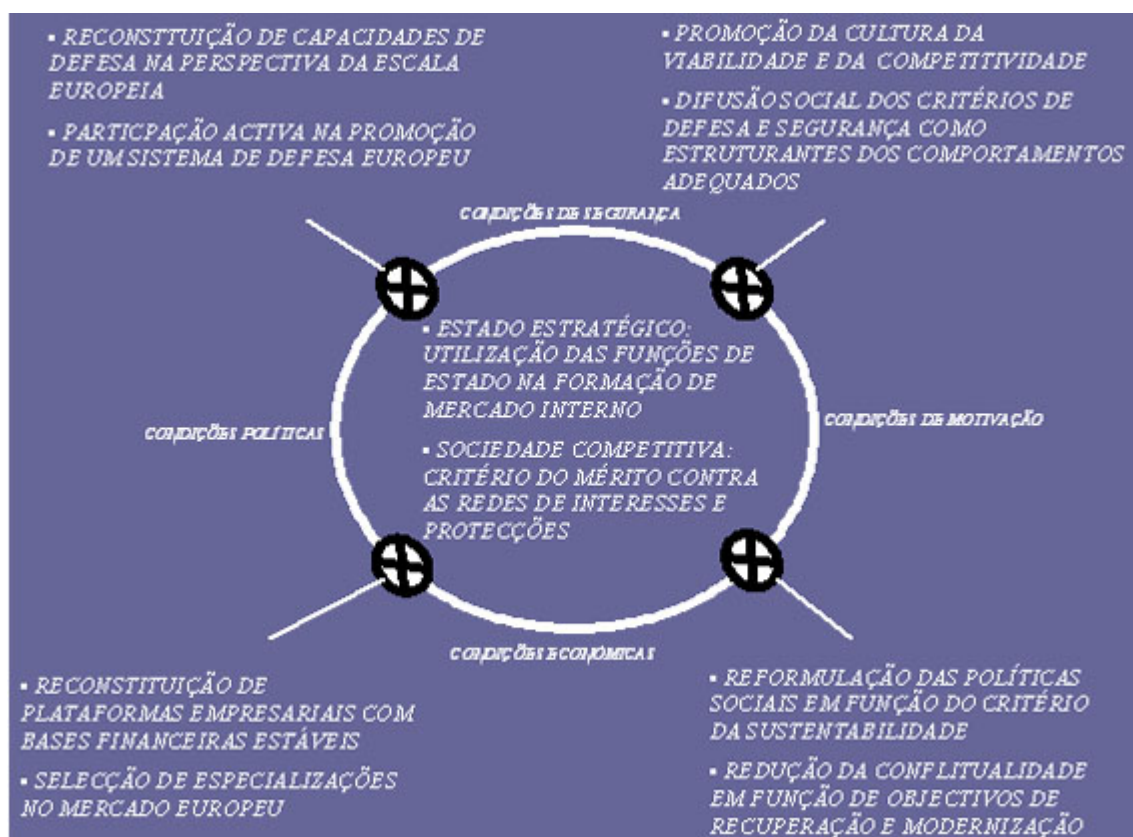 ▪ RECONSTTUIÇÃO DE CAPACIDADES DE
DEFESA NA PERSPECTIVA DA ESCALA
EUROPEIA
▪ PARTICPAÇÃO ACTIVA NA PROMOÇÃO
DE UM SISTEMA DE DEFESA EUROPEU
▪ PROMOÇÃO DA CULTURA DA
VIABILIDADE E DA COMPETITIVIDADE
▪ DIFUSÃO SOCIAL DOS CRITÉRIOS DE
DEFESA E SEGURANÇA COMO
ESTRUTURANTES DOS COMPORTAMENTOS
ADEQUADOS
CONDIÇÕES DE SEGURANÇA
▪ ESTADO ESTRATÉGICO:
UTILIZAÇÃO DAS FUNÇÕES DE
ESTADO NA FORMAÇÃO DE
MERCADO INTERNO
CONDIÇÕES POLÍTICAS
CONDIÇÕES DE MOTIVAÇÃO
▪ SOCIEDADE COMPETITIVA:
CRITÉRIO DO MÉRITO CONTRA
AS REDES DE INTERESSES E
PROTECÇÕES
CONDIÇÕES ECONÓMICAS
▪ RECONSTITUIÇÃO DE
PLATAFORMAS EMPRESARIAIS COM
BASES FINANCEIRAS ESTÁVEIS
▪ SELECÇÃO DE ESPECIALIZAÇÕES
NO MERCADO EUROPEU
▪ REFORMULAÇÃO DAS POLÍTICAS
SOCIAIS EM FUNÇÃO DO CRITÉRIO
DA SUSTENTABILIDADE
▪ REDUÇÃO DA CONFLITUALIDADE
EM FUNÇÃO DE OBJECTIVOS DE
RECUPERAÇÃO E MODERNIZAÇÃO